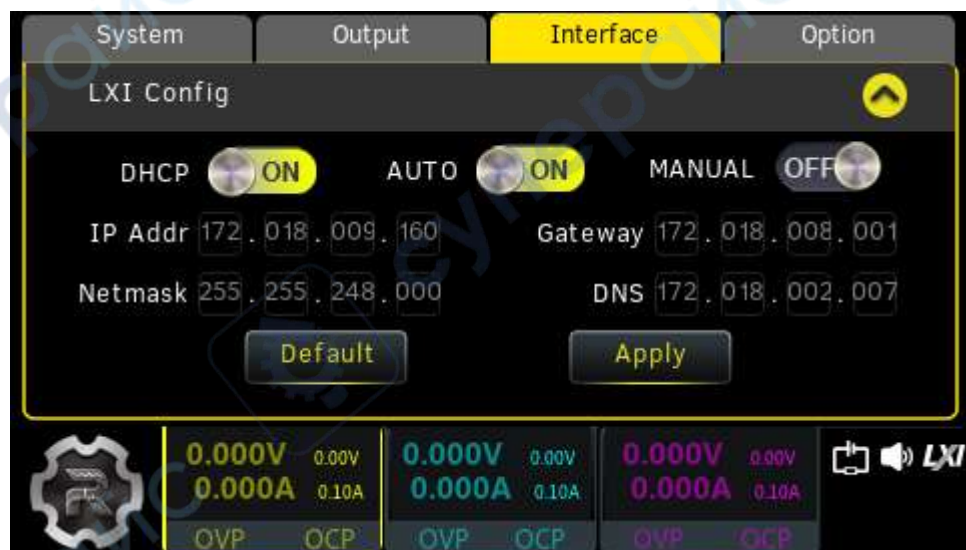 System Output Interface Option
LXI Config
DHCP ON AUTO ON MANUAL OFF
IP Addr 172 . 018 . 009 . 160 Gateway 172 . 018 . 008 . 001
Netmask 255 . 255 . 248 . 000 DNS 172 . 018 . 002 . 007
Default Apply
0.000V 0.00V 0.000V 0.00V 0.000V 0.00V
0.000A 0.10A 0.000A 0.10A 0.000A 0.10A
LXI
OVP OCP OVP OCP OVP OCP